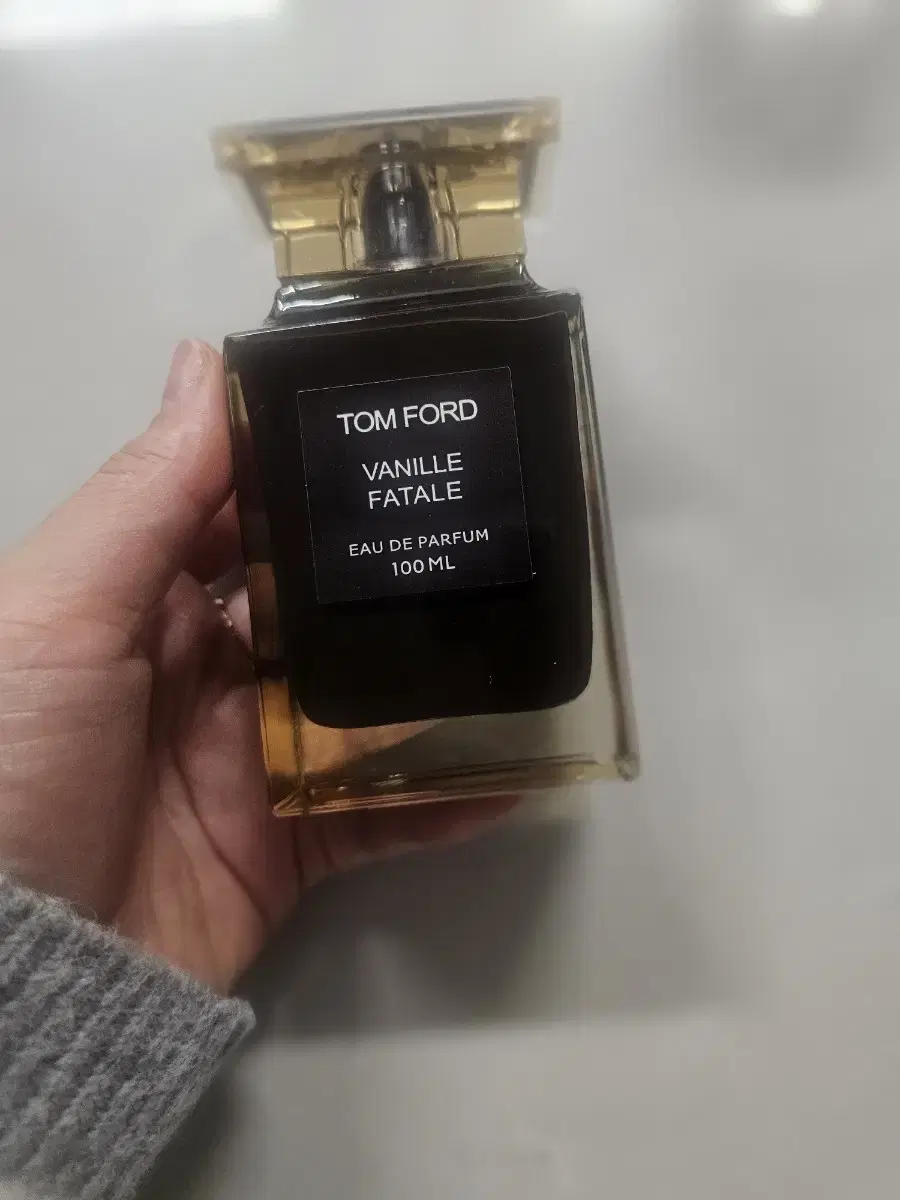 TOM FORD
VANILLE
FATALE
EAU DE PARFUM
100 ML